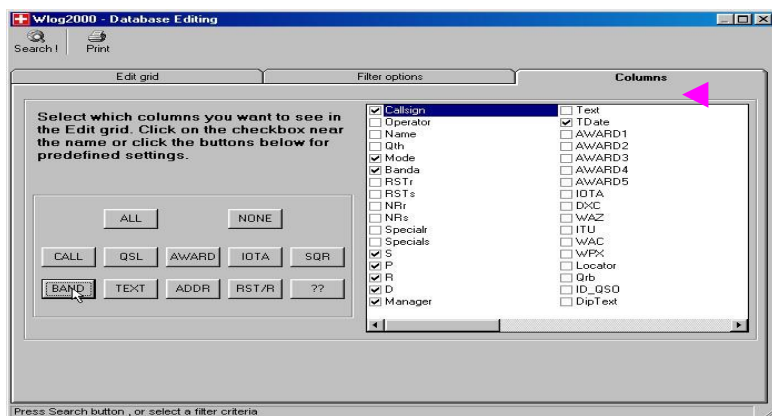 Wlog2000 - Database Editing
Search !
Print
Edit grid
Filter options
Columns
Select which columns you want to see in
the Edit grid. Click on the checkbox near
the name or click the buttons below for
predefined settings.
ALL
NONE
CALL
QSL
AWARD
IOTA
SQR
BAND
TEXT
ADDR
RST/R
??
Callsign
Operator
Name
Qth
Mode
Banda
RSTr
RSTs
NRr
NRs
Specialr
Specials
S
P
R
D
Manager
Text
TDate
AWARD1
AWARD2
AWARD3
AWARD4
AWARD5
IOTA
DXC
WAZ
ITU
WAC
WPX
Locator
Qrb
ID_QSO
DipText
Press Search button , or select a filter criteria